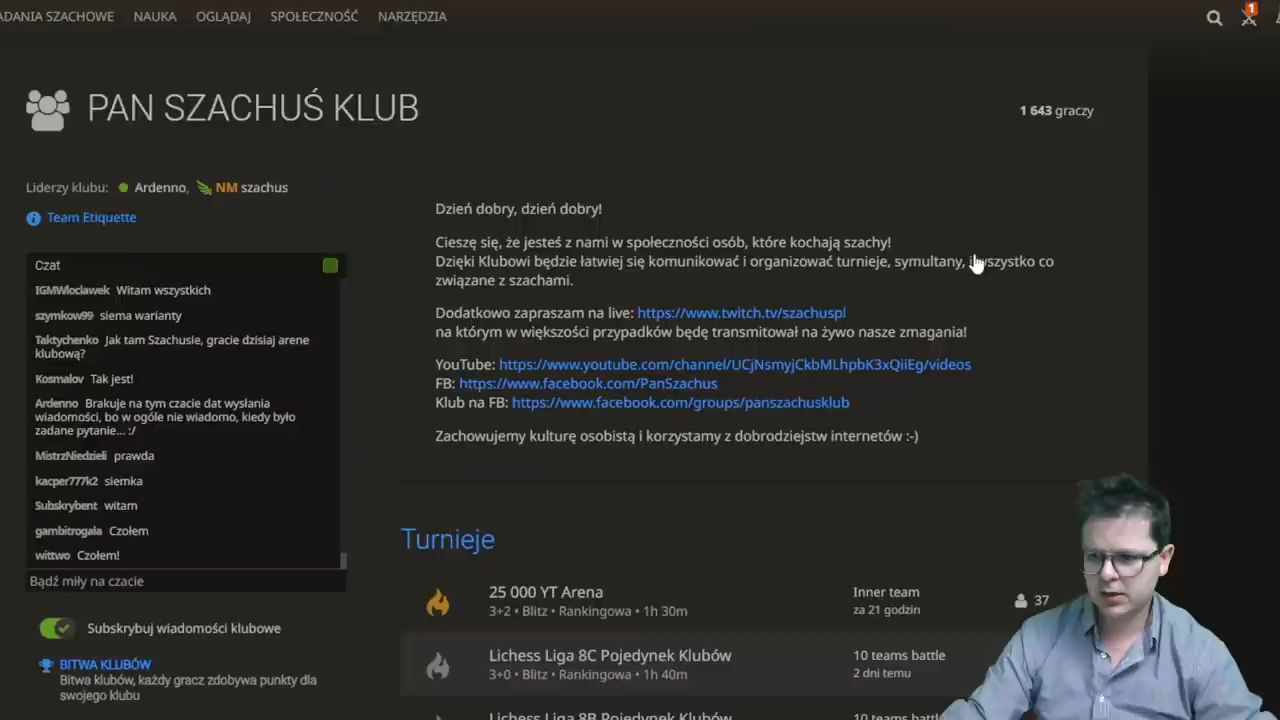 ADANIA SZACHOWE NAUKA OGLĄDAJ SPOŁECZNOŚĆ NARZĘDZIA
1
PAN SZACHUŚ KLUB
1 643 graczy
Liderzy klubu: Ardenno, NM szachus
Team Etiquette
Czat
IGMWloclawek Witam wszystkich
szymkow99 siema warianty
Taktychenko Jak tam Szachusie, gracie dzisiaj arene
klubową?
Kosmalov Tak jest!
Ardenno Brakuje na tym czacie dat wysłania
wiadomości, bo w ogóle nie wiadomo, kiedy było
zadane pytanie... :/
MistrzNiedzieli prawda
kacper777k2 siemka
Subskrybent witam
gambitrogala Czołem
wittwo Czołem!
Bądź miły na czacie
Subskrybuj wiadomości klubowe
BITWA KLUBÓW
Bitwa klubów, każdy gracz zdobywa punkty dla
swojego klubu
Dzień dobry, dzień dobry!
Cieszę się, że jesteś z nami w społeczności osób, które kochają szachy!
Dzięki Klubowi będzie łatwiej się komunikować i organizować turnieje, symultany, i wszystko co
związane z szachami.
Dodatkowo zapraszam na live: https://www.twitch.tv/szachuspl
na którym w większości przypadków będę transmitował na żywo nasze zmagania!
YouTube: https://www.youtube.com/channel/UCjNsmyjCkbMLhpbK3xQiiEg/videos
FB: https://www.facebook.com/PanSzachus
Klub na FB: https://www.facebook.com/groups/panszachusklub
Zachowujemy kulturę osobistą i korzystamy z dobrodziejstw internetów :-)
Turnieje
25 000 YT Arena
3+2 • Blitz • Rankingowa • 1h 30m
Inner team
za 21 godzin
37
Lichess Liga 8C Pojedynek Klubów
3+0 • Blitz • Rankingowa • 1h 40m
10 teams battle
2 dni temu
Lichess Liga 8B Pojedynek Klubów
10 teams battle